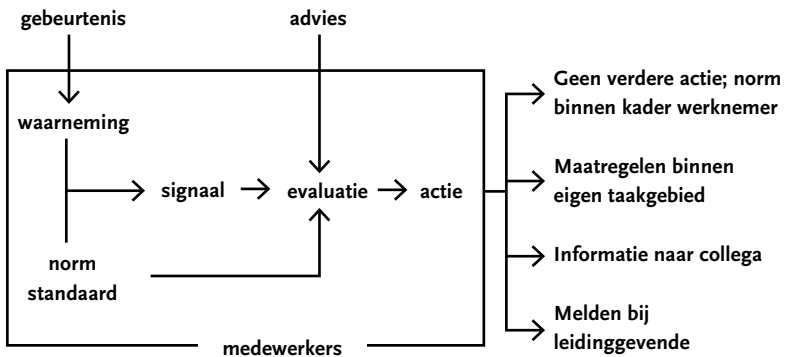 gebeurtenis
advies
waarneming
signaal
evaluatie
actie
norm
standaard
medewerkers
Geen verdere actie; norm
binnen kader werknemer
Maatregelen binnen
eigen taakgebied
Informatie naar collega
Melden bij
leidinggevende